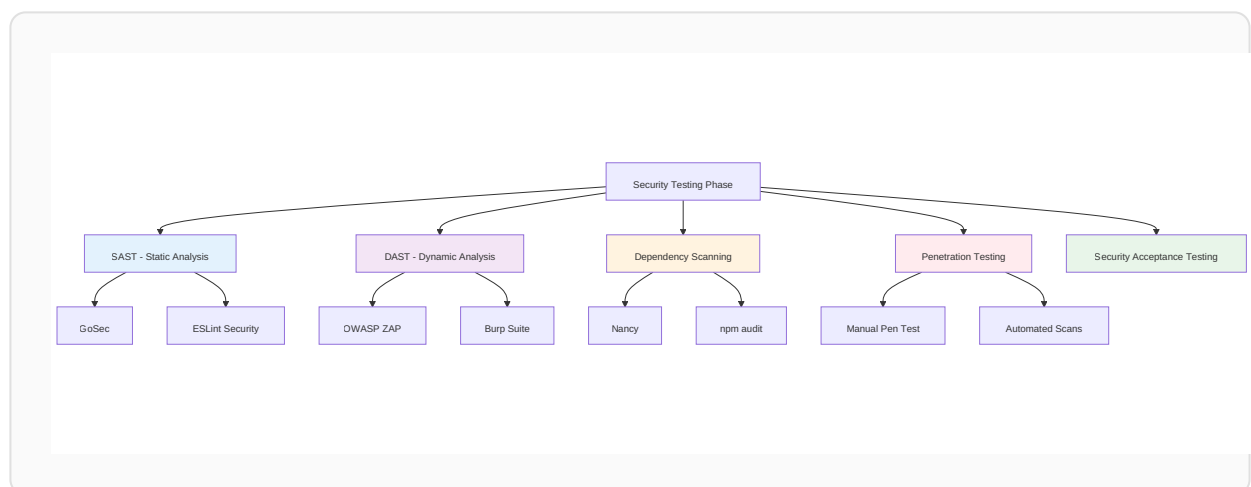 Security Testing Phase
SAST - Static Analysis
DAST - Dynamic Analysis
Dependency Scanning
Penetration Testing
Security Acceptance Testing
GoSec
ESLint Security
OWASP ZAP
Burp Suite
Nancy
npm audit
Manual Pen Test
Automated Scans